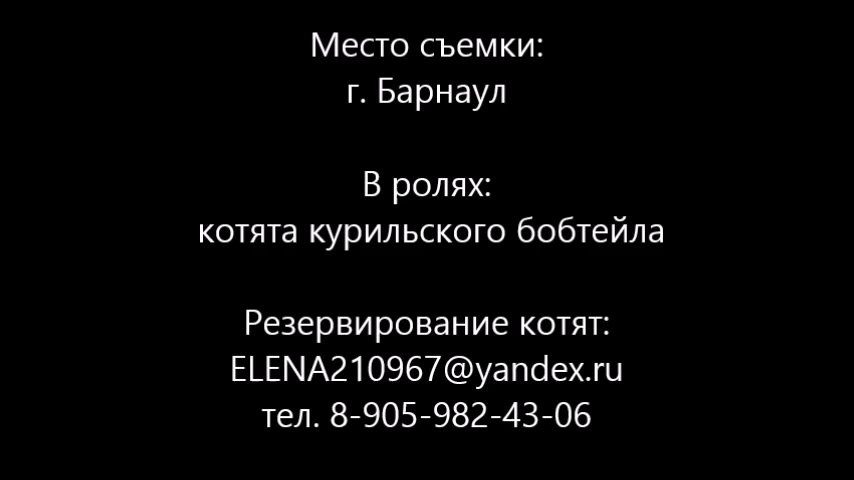 Место съемки:
г. Барнаул
В ролях:
котята курильского бобтейла
Резервирование котят:
ELENA210967@yandex.ru
тел. 8-905-982-43-06